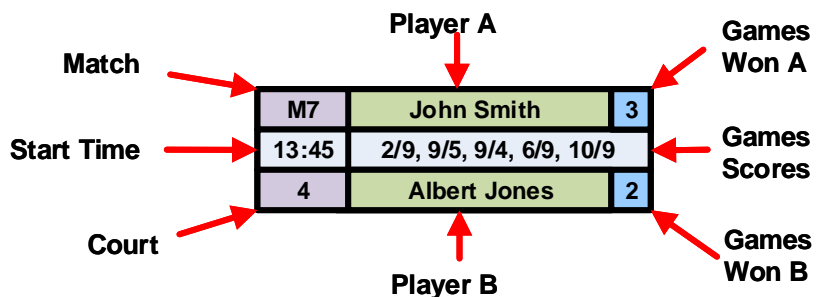 Player A
Games
Won A
Match
M7 John Smith 3
Start Time
13:45 2/9, 9/5, 9/4, 6/9, 10/9
Games
Scores
4 Albert Jones 2
Court
Player B
Games
Won B